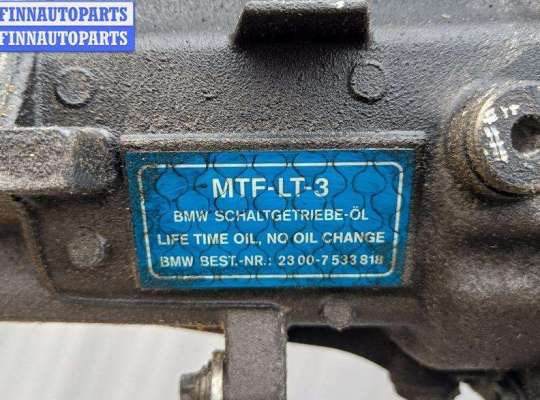 FINNAUTOPARTS
FINNAUTOPARTS
MTF-LT-3
BMW SCHALTGETRIEBE-ÖL
LIFE TIME OIL, NO OIL CHANGE
BMW BEST.-NR.: 23 00-7 533 818